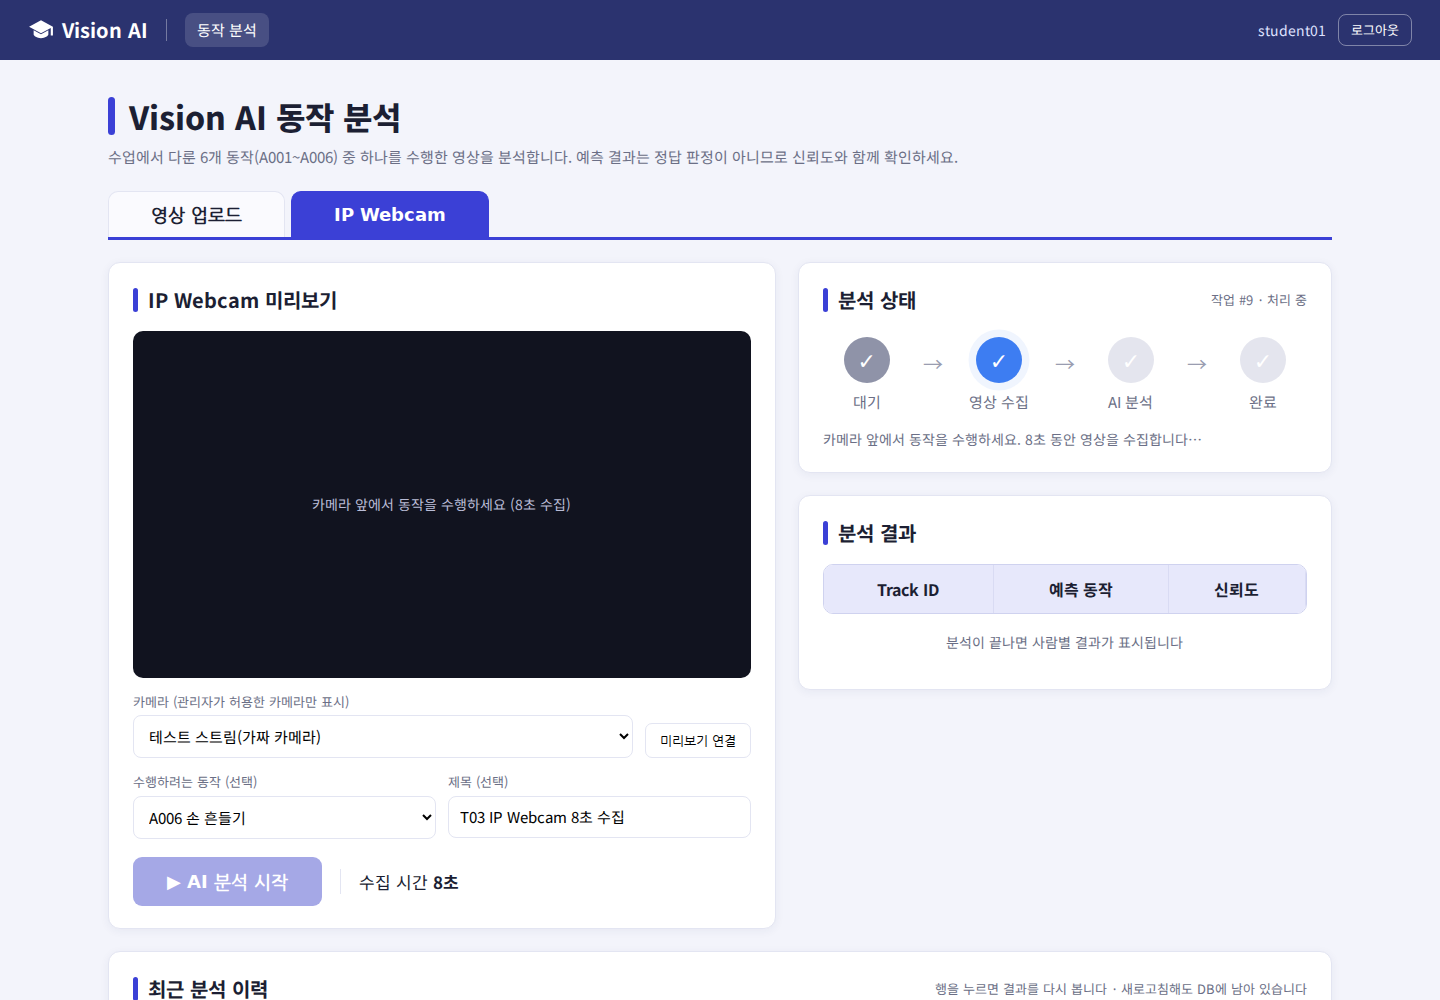 Vision AI
동작 분석
student01
로그아웃
Vision AI 동작 분석
수업에서 다룬 6개 동작(A001~A006) 중 하나를 수행한 영상을 분석합니다. 예측 결과는 정답 판정이 아니므로 신뢰도와 함께 확인하세요.
영상 업로드
IP Webcam
IP Webcam 미리보기
카메라 앞에서 동작을 수행하세요 (8초 수집)
카메라 (관리자가 허용한 카메라만 표시)
테스트 스트림(가짜 카메라)
미리보기 연결
수행하려는 동작 (선택)
제목 (선택)
A006 손 흔들기
T03 IP Webcam 8초 수집
▶ AI 분석 시작
수집 시간 8초
분석 상태
작업 #9 · 처리 중
✓ → ✓ → ✓ → ✓
대기
영상 수집
AI 분석
완료
카메라 앞에서 동작을 수행하세요. 8초 동안 영상을 수집합니다…
분석 결과
Track ID
예측 동작
신뢰도
분석이 끝나면 사람별 결과가 표시됩니다
최근 분석 이력
행을 누르면 결과를 다시 봅니다 · 새로고침해도 DB에 남아 있습니다